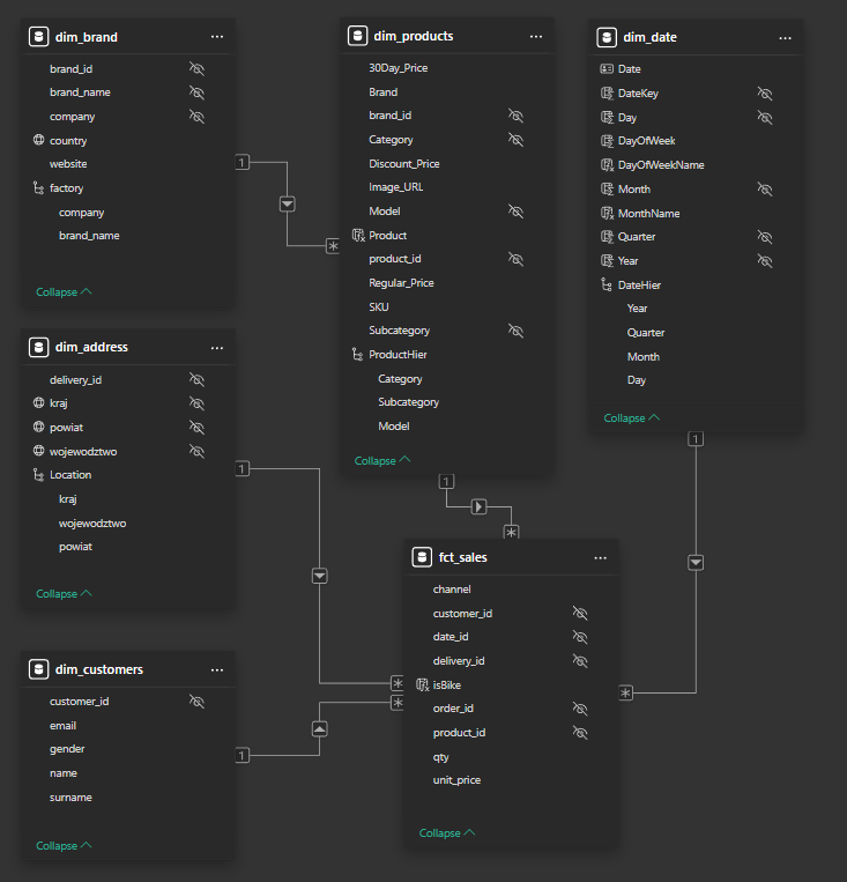 dim_brand
brand_id
brand_name
company
country
website
factory
company
brand_name
Collapse
dim_products
30Day_Price
Brand
brand_id
Category
Discount_Price
Image_URL
Model
Product
product_id
Regular_Price
SKU
Subcategory
ProductHier
Category
Subcategory
Model
Collapse
dim_date
Date
DateKey
Day
DayOfWeek
DayOfWeekName
Month
MonthName
Quarter
Year
DateHier
Year
Quarter
Month
Day
Collapse
1
*
dim_address
delivery_id
kraj
powiat
wojewodztwo
Location
kraj
wojewodztwo
powiat
Collapse
1
1
*
1
dim_customers
customer_id
email
gender
name
surname
Collapse
1
fct_sales
channel
customer_id
date_id
delivery_id
isBike
order_id
product_id
qty
unit_price
Collapse
*
*
*